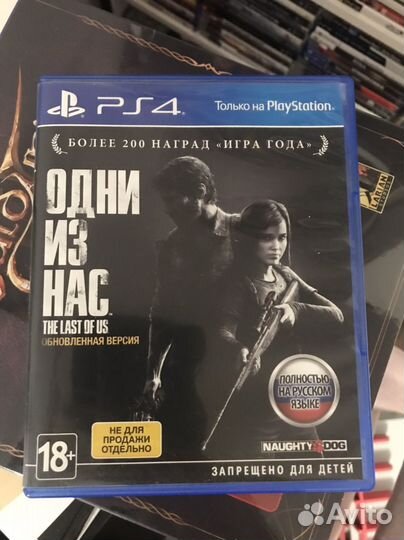 PS4
Только на PlayStation
БОЛЕЕ 200 НАГРАД «ИГРА ГОДА»
ОДНИ
ИЗ
НАС
THE LAST OF US
ОБНОВЛЕННАЯ ВЕРСИЯ
ПОЛНОСТЬЮ
НА РУССКОМ
ЯЗЫКЕ
НЕ ДЛЯ
ПРОДАЖИ
ОТДЕЛЬНО
NAUGHTY DOG
18+
ЗАПРЕЩЕНО ДЛЯ ДЕТЕЙ
LARIAN
Avito